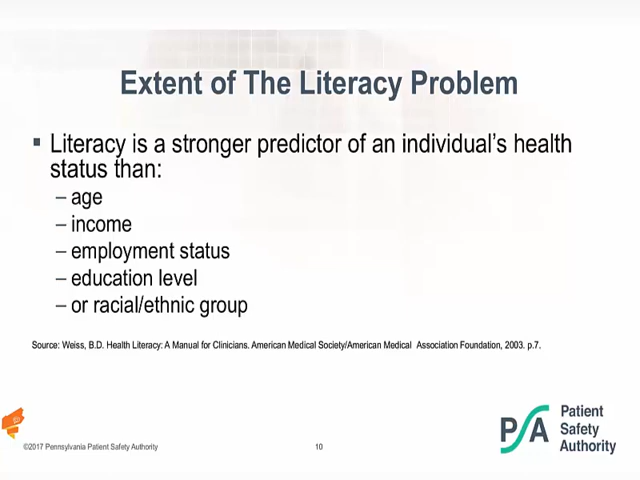 Extent of The Literacy Problem
▪ Literacy is a stronger predictor of an individual's health
status than:
– age
– income
– employment status
– education level
– or racial/ethnic group
Source: Weiss, B.D. Health Literacy: A Manual for Clinicians. American Medical Society/American Medical Association Foundation, 2003. p.7.
©2017 Pennsylvania Patient Safety Authority
10
PSA
Patient
Safety
Authority